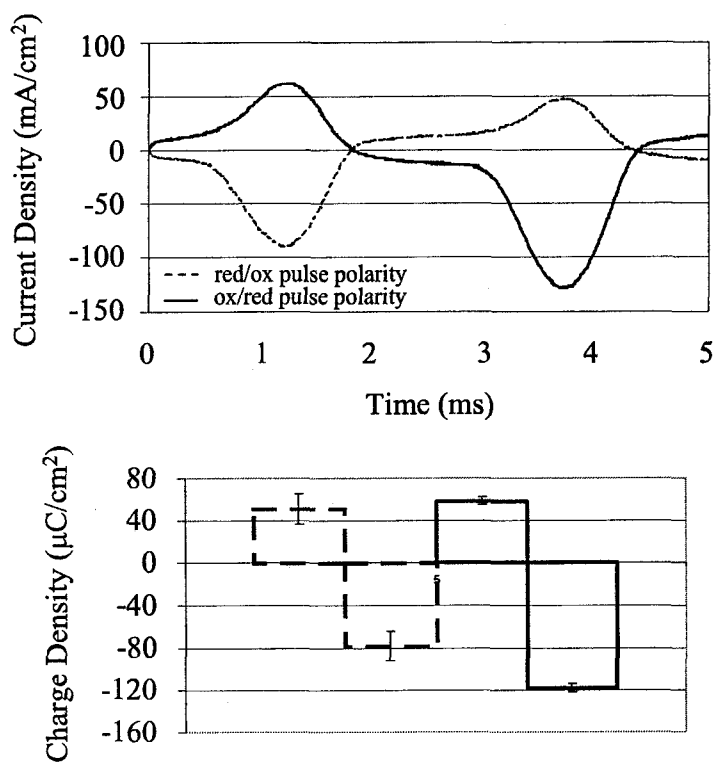 Current Density (mA/cm²)
100
50
0
-50
-100
-150
red/ox pulse polarity
ox/red pulse polarity
0 1 2 3 4 5
Time (ms)
Charge Density (μC/cm²)
80
40
0
-40
-80
-120
-160